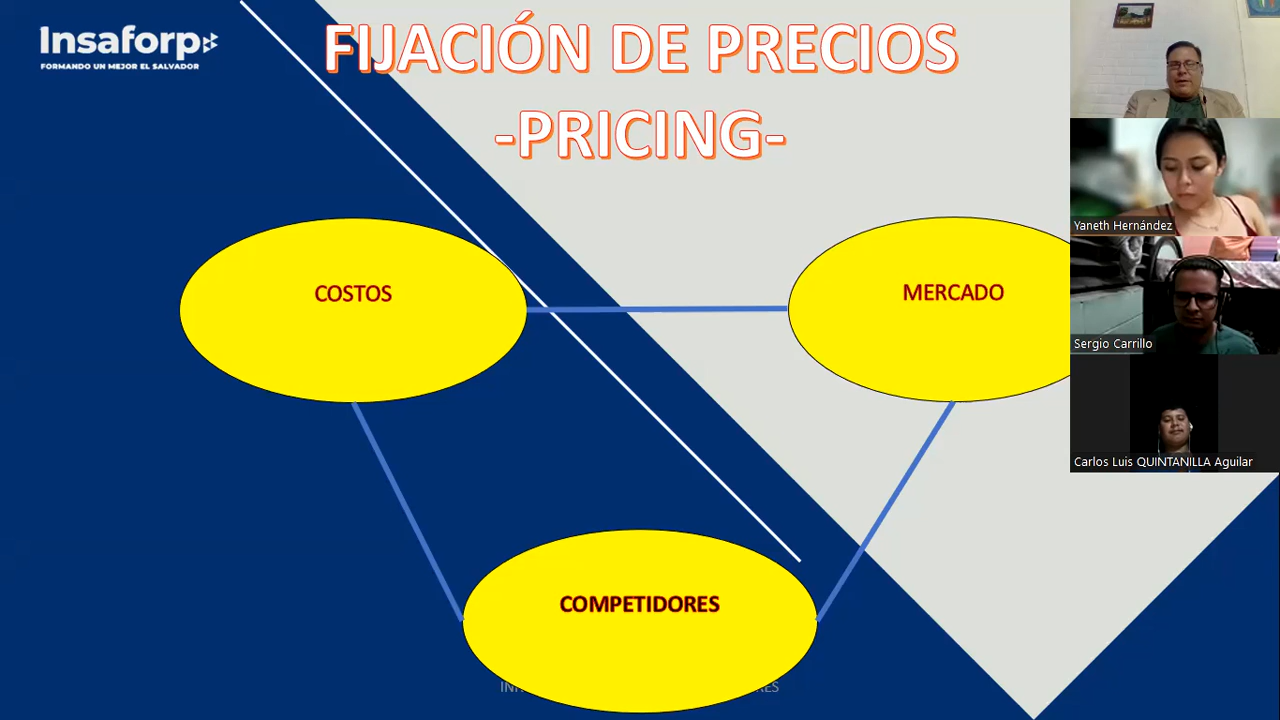 Insaforp
FORMANDO UN MEJOR EL SALVADOR
FIJACIÓN DE PRECIOS
-PRICING-
COSTOS
MERCADO
COMPETIDORES
Yaneth Hernández
Sergio Carrillo
Carlos Luis QUINTANILLA Aguilar